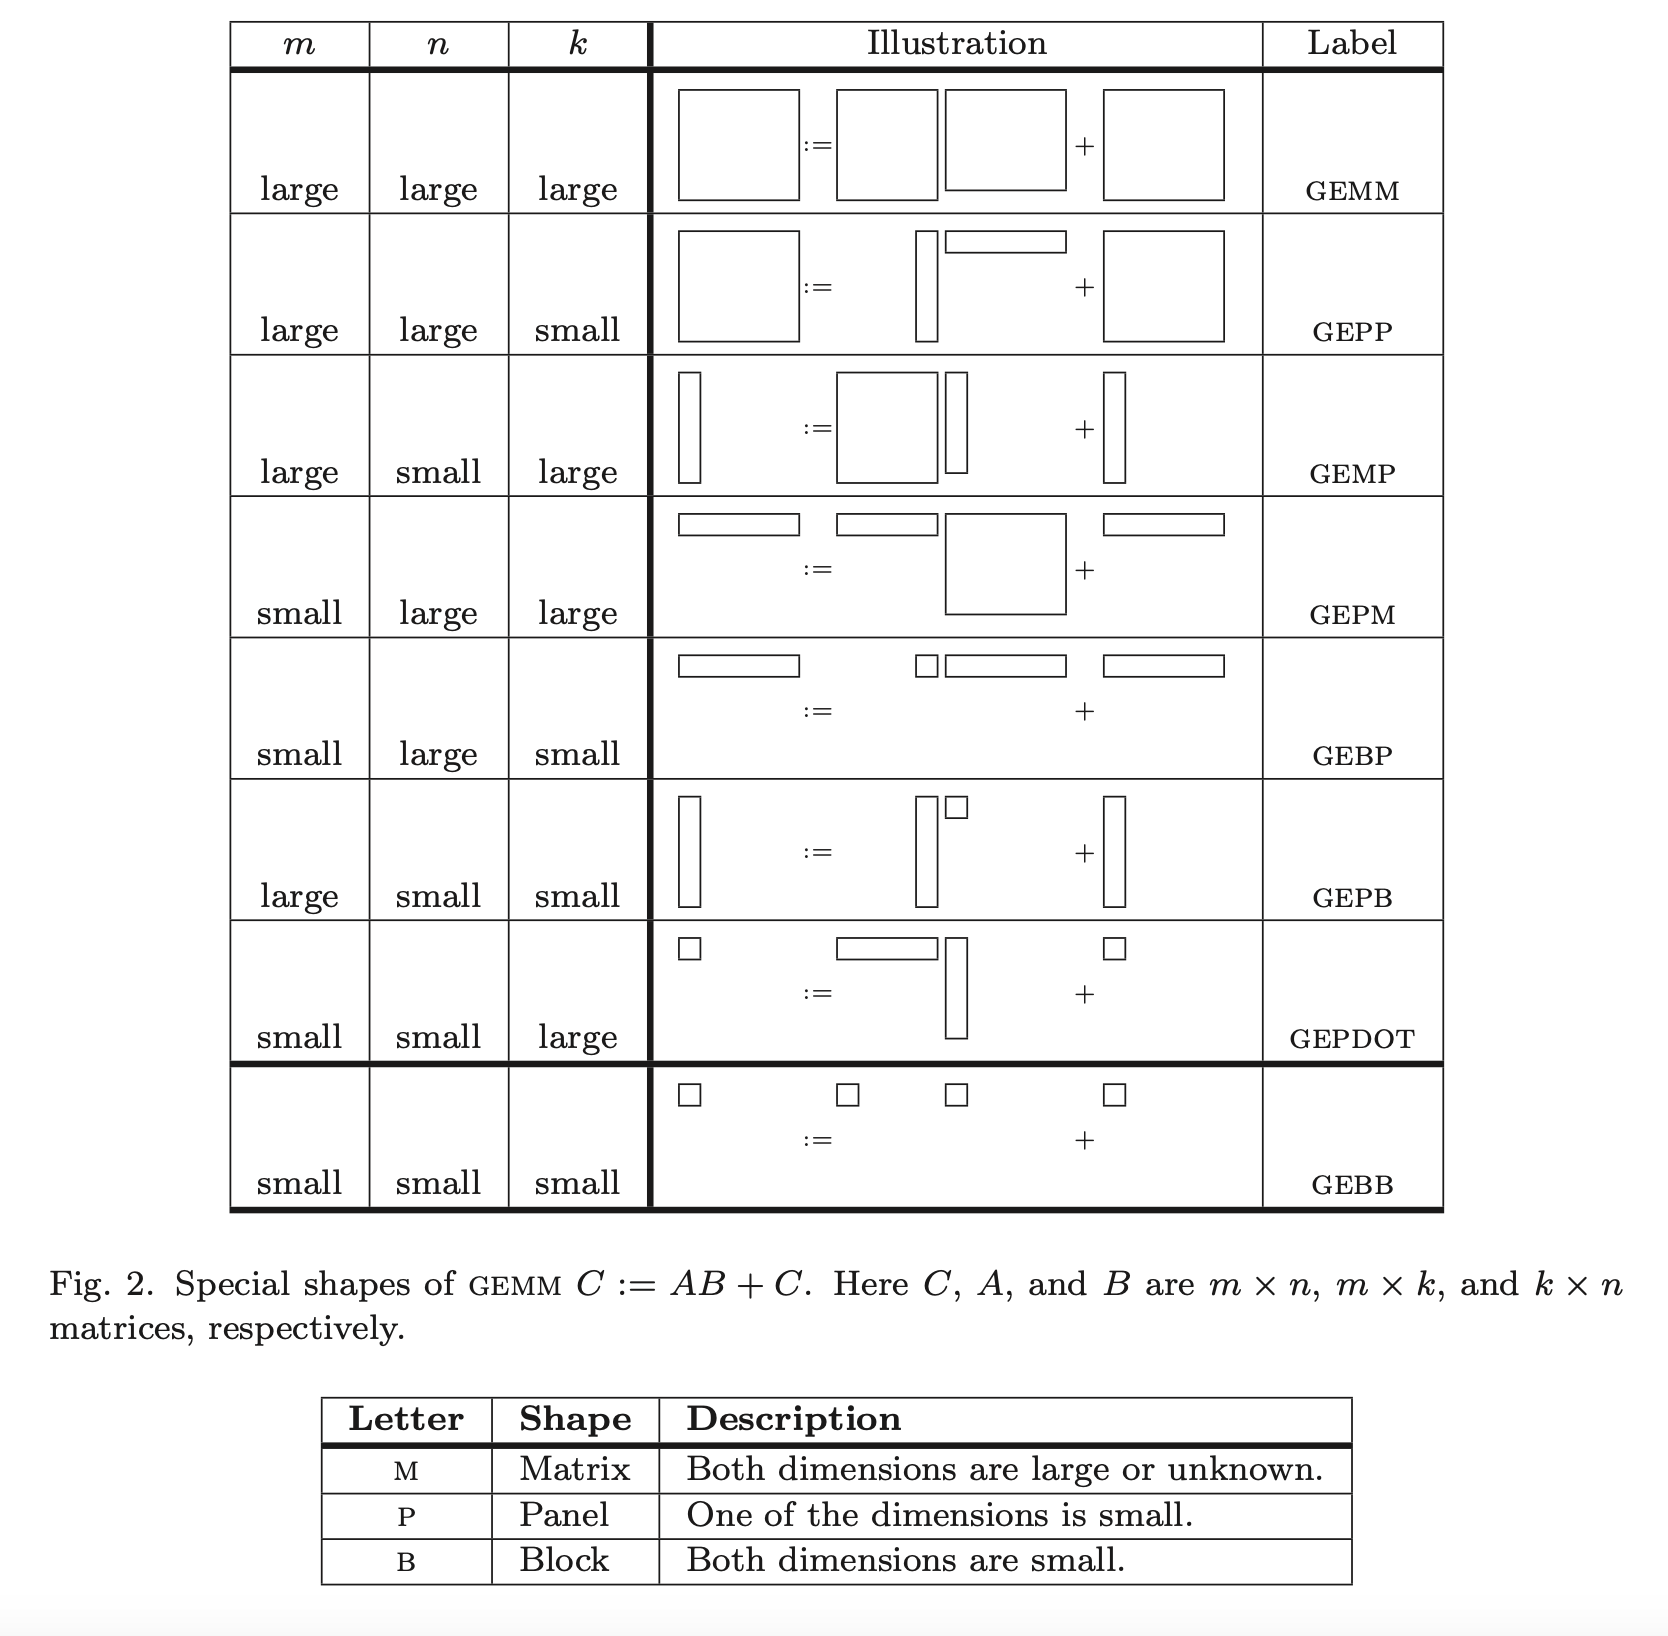 m n k Illustration Label
:= +
large large large GEMM
:= +
large large small GEPP
:= +
large small large GEMP
:= +
small large large GEPM
:= +
small large small GEBP
:= +
large small small GEPB
:= +
small small large GEPDOT
:= +
small small small GEBB
Fig. 2. Special shapes of GEMM C := AB + C. Here C, A, and B are m × n, m × k, and k × n
matrices, respectively.
Letter Shape Description
M Matrix Both dimensions are large or unknown.
P Panel One of the dimensions is small.
B Block Both dimensions are small.